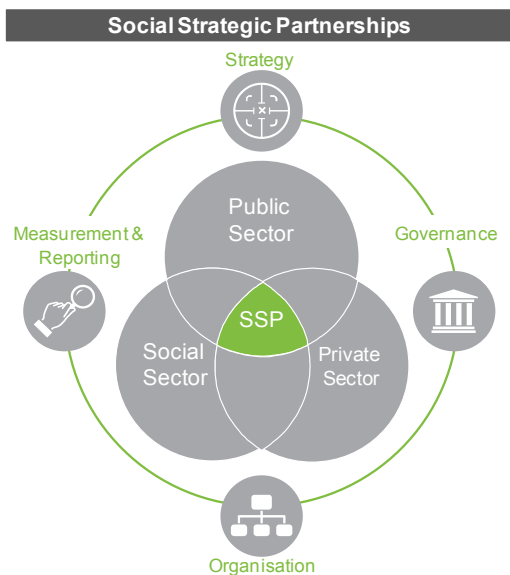 Social Strategic Partnerships
Strategy
Public
Sector
Measurement &
Reporting
Governance
SSP
Social
Sector
Private
Sector
Organisation